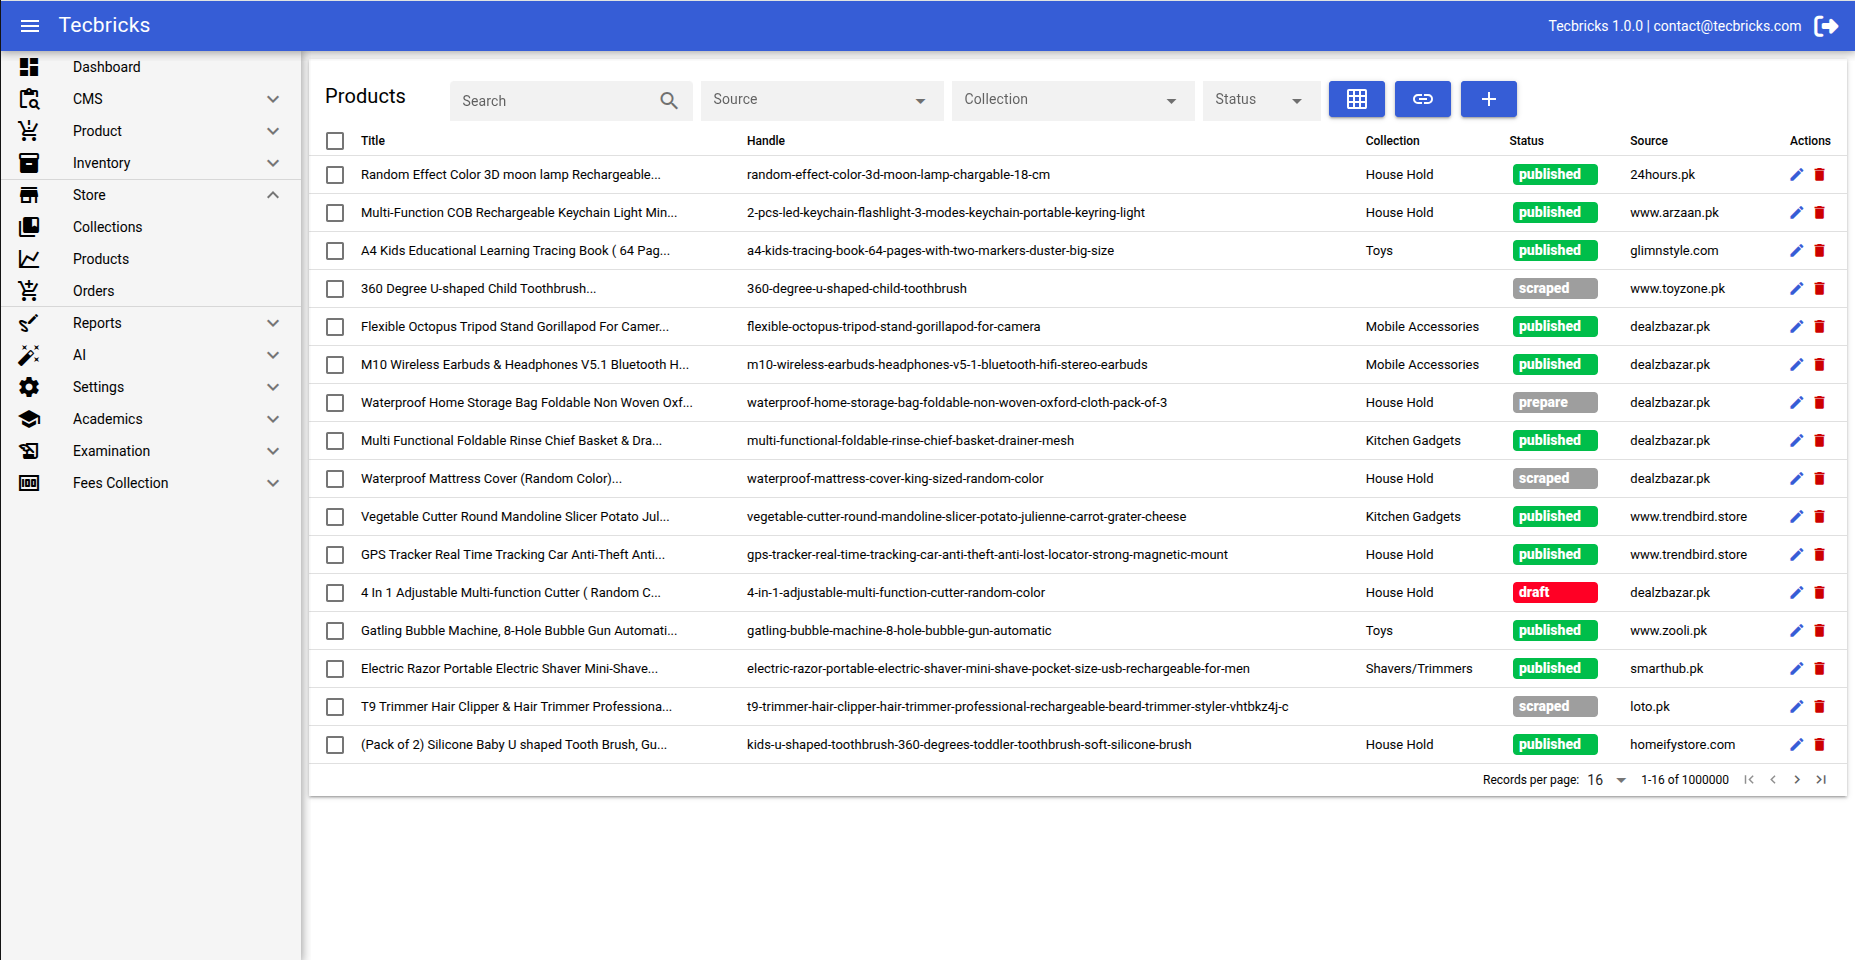 Tecbricks
Tecbricks 1.0.0 | contact@tecbricks.com
Dashboard
CMS
Product
Inventory
Store
Collections
Products
Orders
Reports
AI
Settings
Academics
Examination
Fees Collection
Products
Search
Source
Collection
Status
Title Handle Collection Status Source Actions
Random Effect Color 3D moon lamp Rechargeable... random-effect-color-3d-moon-lamp-chargable-18-cm House Hold published 24hours.pk
Multi-Function COB Rechargeable Keychain Light Min... 2-pcs-led-keychain-flashlight-3-modes-keychain-portable-keyring-light House Hold published www.arzaan.pk
A4 Kids Educational Learning Tracing Book ( 64 Pag... a4-kids-tracing-book-64-pages-with-two-markers-duster-big-size Toys published glimnstyle.com
360 Degree U-shaped Child Toothbrush... 360-degree-u-shaped-child-toothbrush scraped www.toyzone.pk
Flexible Octopus Tripod Stand Gorillapod For Camer... flexible-octopus-tripod-stand-gorillapod-for-camera Mobile Accessories published dealzbazar.pk
M10 Wireless Earbuds & Headphones V5.1 Bluetooth H... m10-wireless-earbuds-headphones-v5-1-bluetooth-hifi-stereo-earbuds Mobile Accessories published dealzbazar.pk
Waterproof Home Storage Bag Foldable Non Woven Oxf... waterproof-home-storage-bag-foldable-non-woven-oxford-cloth-pack-of-3 House Hold prepare dealzbazar.pk
Multi Functional Foldable Rinse Chief Basket & Dra... multi-functional-foldable-rinse-chief-basket-drainer-mesh Kitchen Gadgets published dealzbazar.pk
Waterproof Mattress Cover (Random Color)... waterproof-mattress-cover-king-sized-random-color House Hold scraped dealzbazar.pk
Vegetable Cutter Round Mandoline Slicer Potato Jul... vegetable-cutter-round-mandoline-slicer-potato-julienne-carrot-grater-cheese Kitchen Gadgets published www.trendbird.store
GPS Tracker Real Time Tracking Car Anti-Theft Anti... gps-tracker-real-time-tracking-car-anti-theft-anti-lost-locator-strong-magnetic-mount House Hold published www.trendbird.store
4 In 1 Adjustable Multi-function Cutter ( Random C... 4-in-1-adjustable-multi-function-cutter-random-color House Hold draft dealzbazar.pk
Gatling Bubble Machine, 8-Hole Bubble Gun Automati... gatling-bubble-machine-8-hole-bubble-gun-automatic Toys published www.zooli.pk
Electric Razor Portable Electric Shaver Mini-Shave... electric-razor-portable-electric-shaver-mini-shave-pocket-size-usb-rechargeable-for-men Shavers/Trimmers published smarthub.pk
T9 Trimmer Hair Clipper & Hair Trimmer Professiona... t9-trimmer-hair-clipper-hair-trimmer-professional-rechargeable-beard-trimmer-styler-vhtbkz4j-c scraped loto.pk
(Pack of 2) Silicone Baby U shaped Tooth Brush, Gu... kids-u-shaped-toothbrush-360-degrees-toddler-toothbrush-soft-silicone-brush House Hold published homeifystore.com
Records per page: 16 1-16 of 1000000